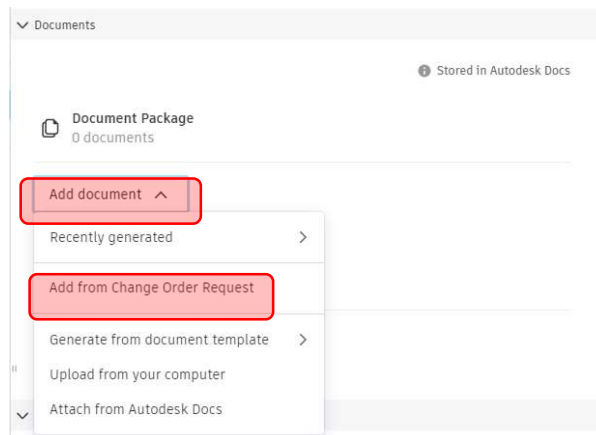 Documents
Stored in Autodesk Docs
Document Package
0 documents
Add document
Recently generated
Add from Change Order Request
Generate from document template
Upload from your computer
Attach from Autodesk Docs